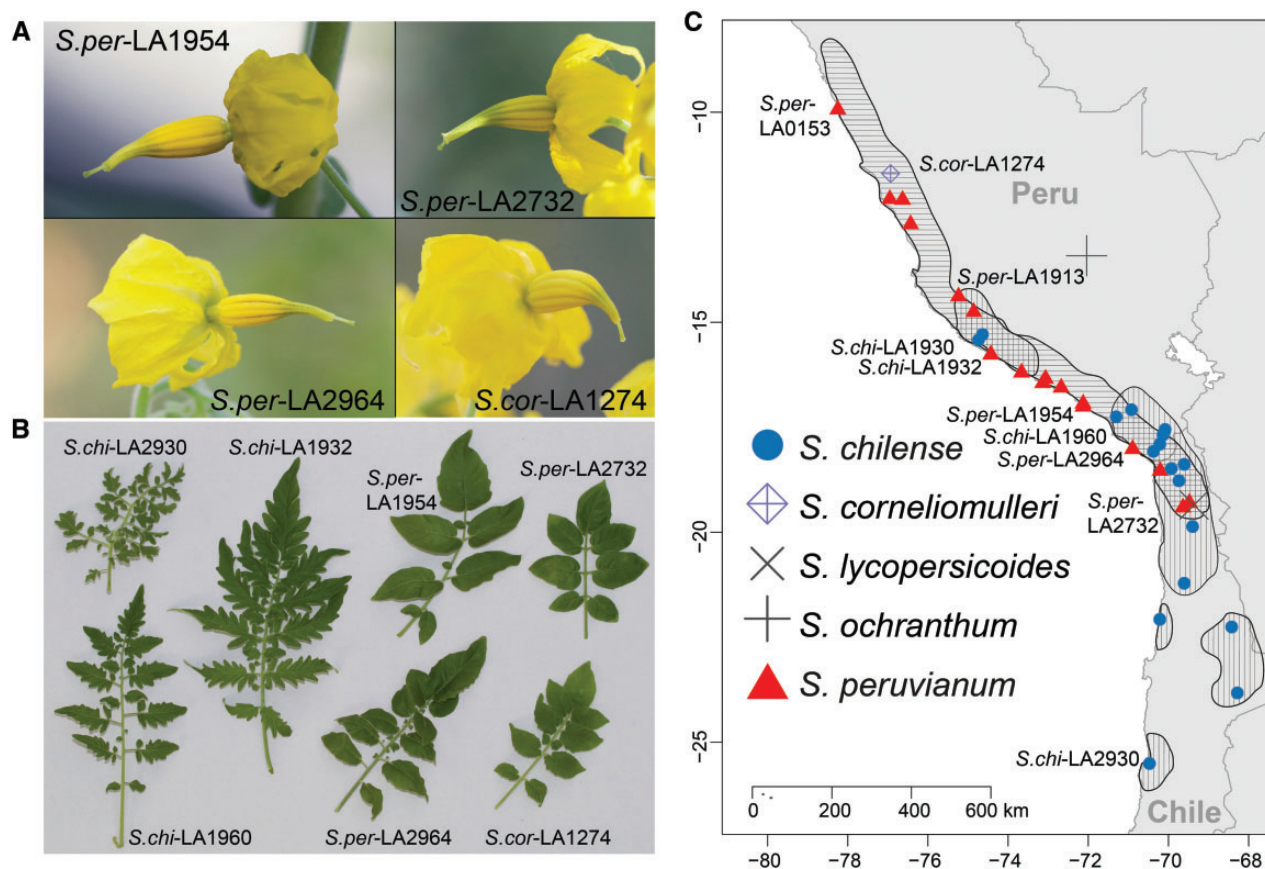 A
S.per-LA1954
S.per-LA2732
S.per-LA2964
S.cor-LA1274
B
S.chi-LA2930
S.chi-LA1932
S.per-
LA1954
S.per-LA2732
S.chi-LA1960
S.per-LA2964
S.cor-LA1274
C
−10
−15
−20
−25
S.per-
LA0153
S.cor-LA1274
Peru
S.per-LA1913
S.chi-LA1930
S.chi-LA1932
S.per-LA1954
S.chi-LA1960
S.per-LA2964
S.per-
LA2732
S. chilense
S. corneliomulleri
S. lycopersicoides
S. ochranthum
S. peruvianum
S.chi-LA2930
0 200 400 600 km
Chile
−80 −78 −76 −74 −72 −70 −68